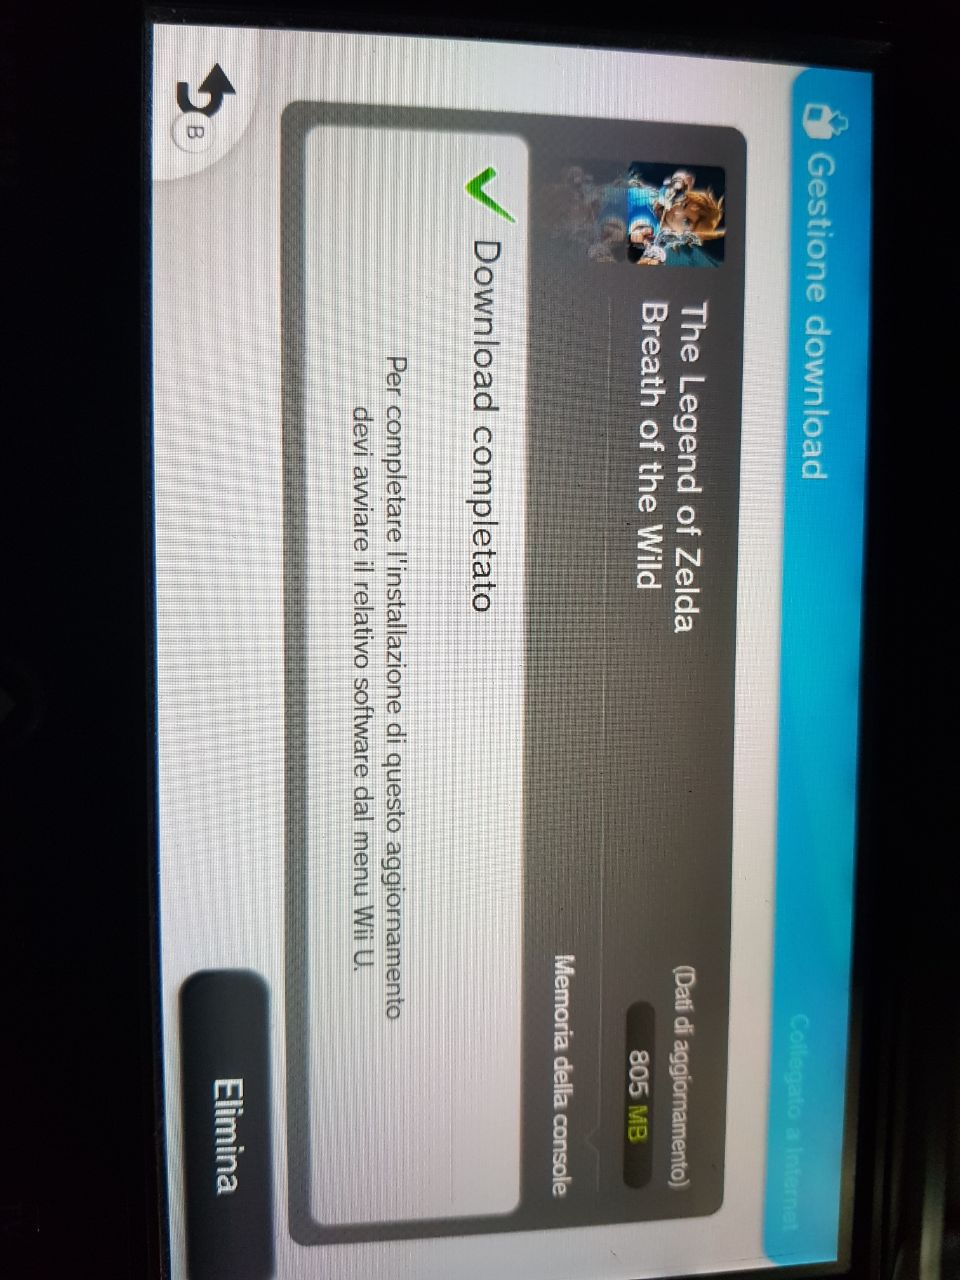 Gestione download
Collegato a Internet
The Legend of Zelda
Breath of the Wild
(Dati di aggiornamento)
805 MB
Memoria della console
Download completato
Per completare l'installazione di questo aggiornamento
devi avviare il relativo software dal menu Wii U.
B
Elimina